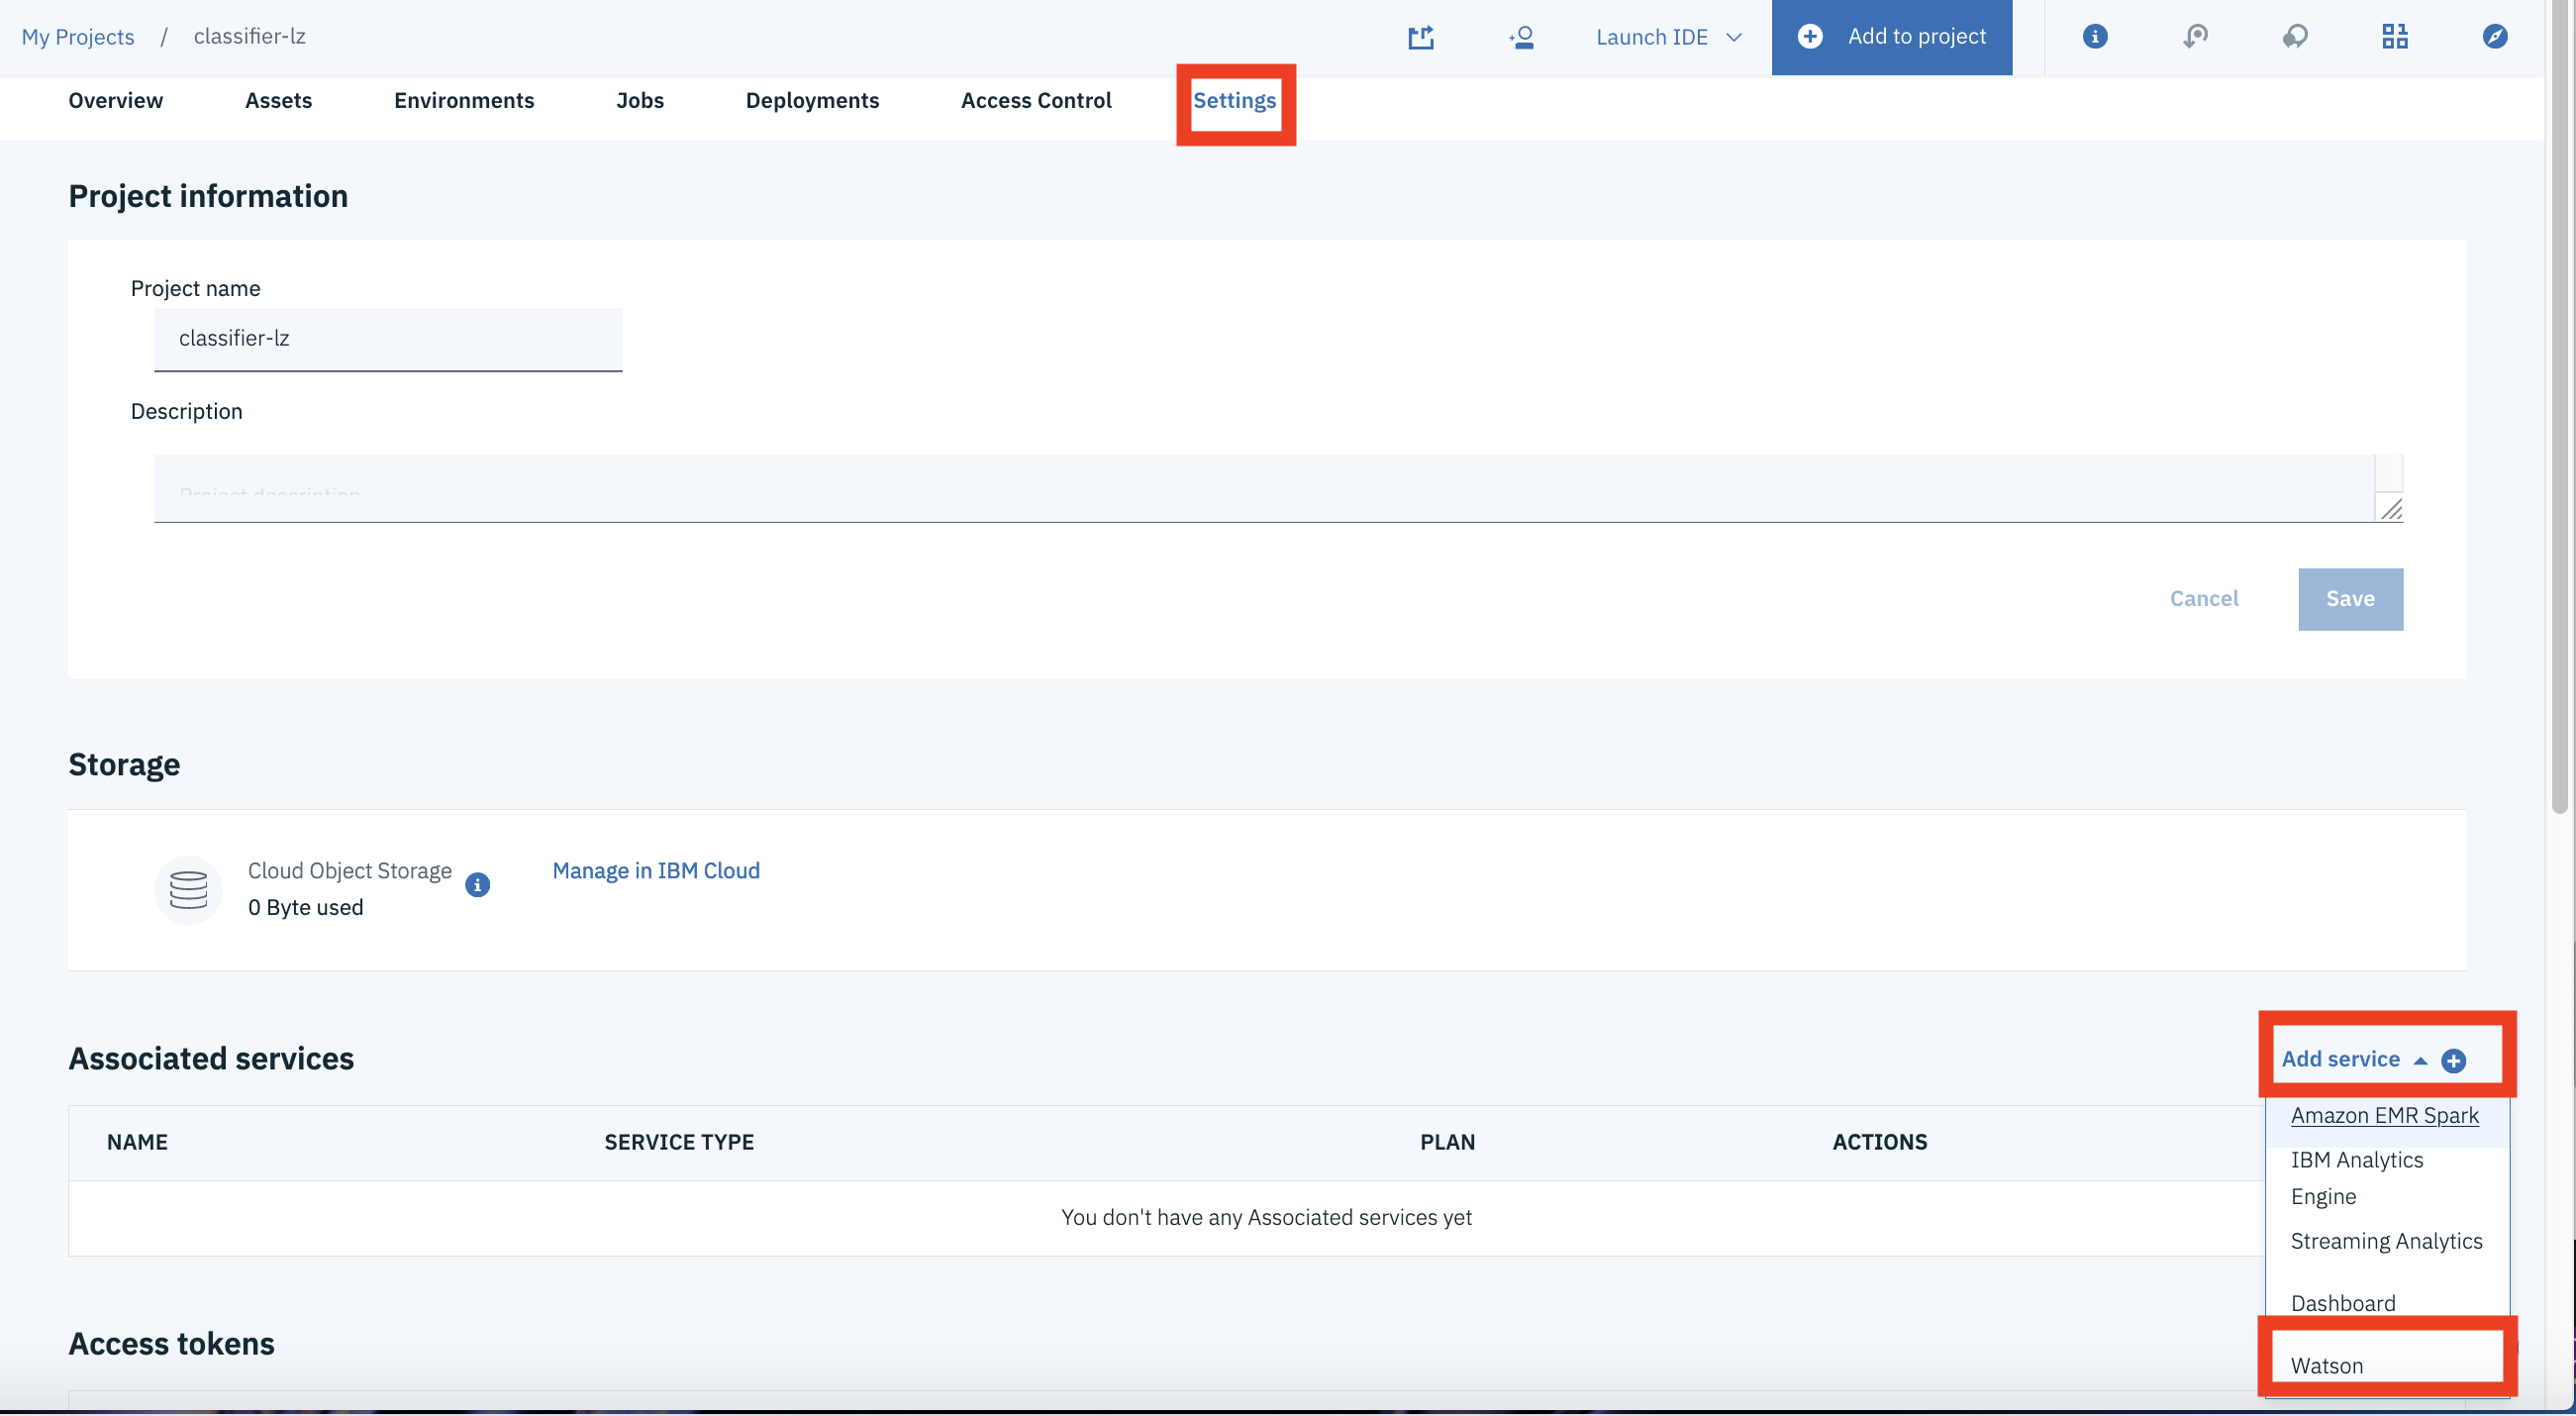 My Projects / classifier-lz
Launch IDE
Add to project
Overview Assets Environments Jobs Deployments Access Control Settings
Project information
Project name
classifier-lz
Description
Project description
Cancel Save
Storage
Cloud Object Storage Manage in IBM Cloud
0 Byte used
Associated services
Add service
NAME SERVICE TYPE PLAN ACTIONS
You don't have any Associated services yet
Amazon EMR Spark
IBM Analytics
Engine
Streaming Analytics
Dashboard
Watson
Access tokens